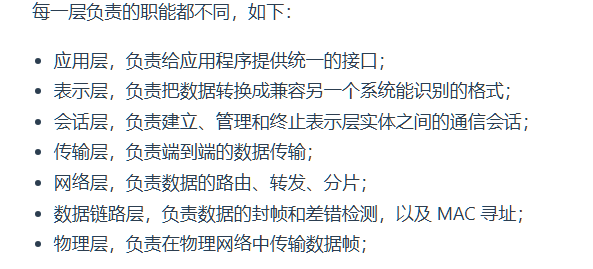 每一层负责的职能都不同，如下：
• 应用层，负责给应用程序提供统一的接口；
• 表示层，负责把数据转换成兼容另一个系统能识别的格式；
• 会话层，负责建立、管理和终止表示层实体之间的通信会话；
• 传输层，负责端到端的数据传输；
• 网络层，负责数据的路由、转发、分片；
• 数据链路层，负责数据的封帧和差错检测，以及 MAC 寻址；
• 物理层，负责在物理网络中传输数据帧；